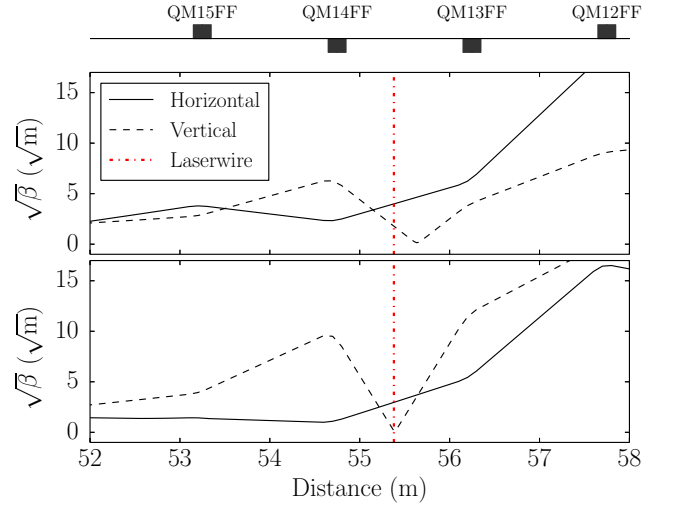 QM15FF QM14FF QM13FF QM12FF
15
10
5
0
√β (√m)
Horizontal
Vertical
Laserwire
15
10
5
0
√β (√m)
52 53 54 55 56 57 58
Distance (m)